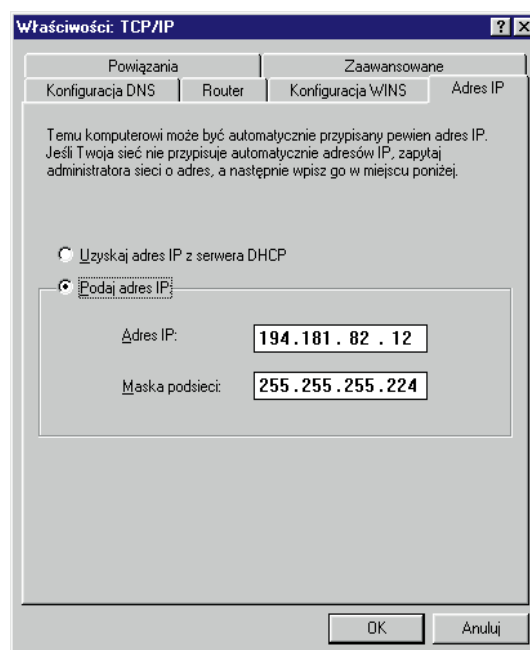 Właściwości: TCP/IP
Powiązania
Zaawansowane
Konfiguracja DNS
Router
Konfiguracja WINS
Adres IP
Temu komputerowi może być automatycznie przypisany pewien adres IP.
Jeśli Twoja sieć nie przypisuje automatycznie adresów IP, zapytaj
administratora sieci o adres, a następnie wpisz go w miejscu poniżej.
Uzyskaj adres IP z serwera DHCP
Podaj adres IP:
Adres IP:
194.181. 82 . 12
Maska podsieci:
255.255.255.224
OK
Anuluj